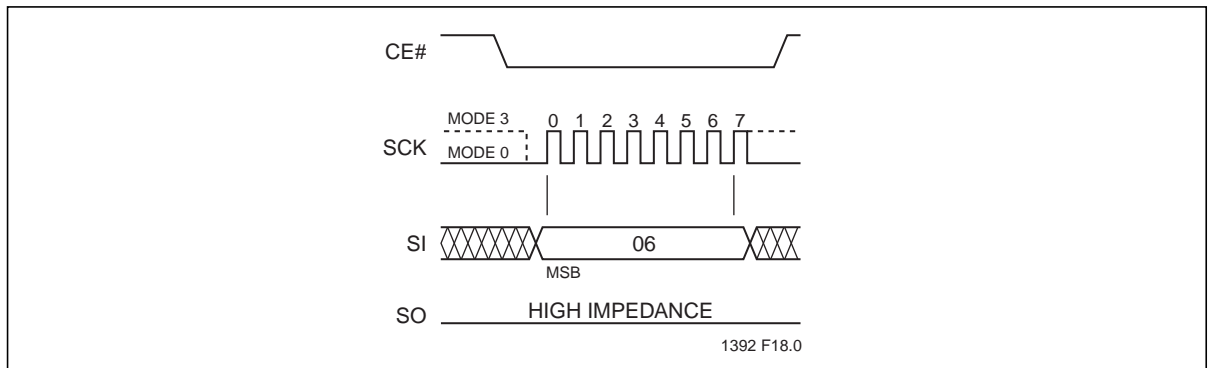 CE#
MODE 3
0 1 2 3 4 5 6 7
SCK
MODE 0
SI
06
MSB
SO
HIGH IMPEDANCE
1392 F18.0